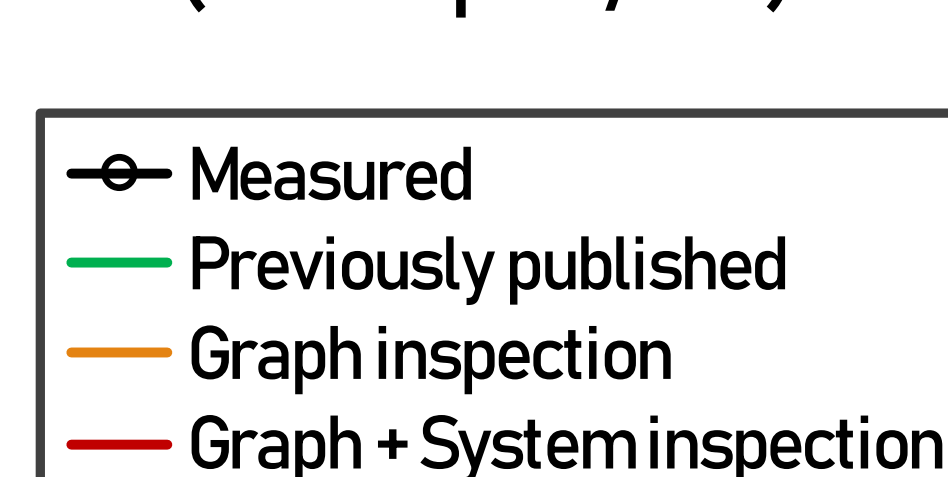 Measured
Previously published
Graph inspection
Graph + System inspection